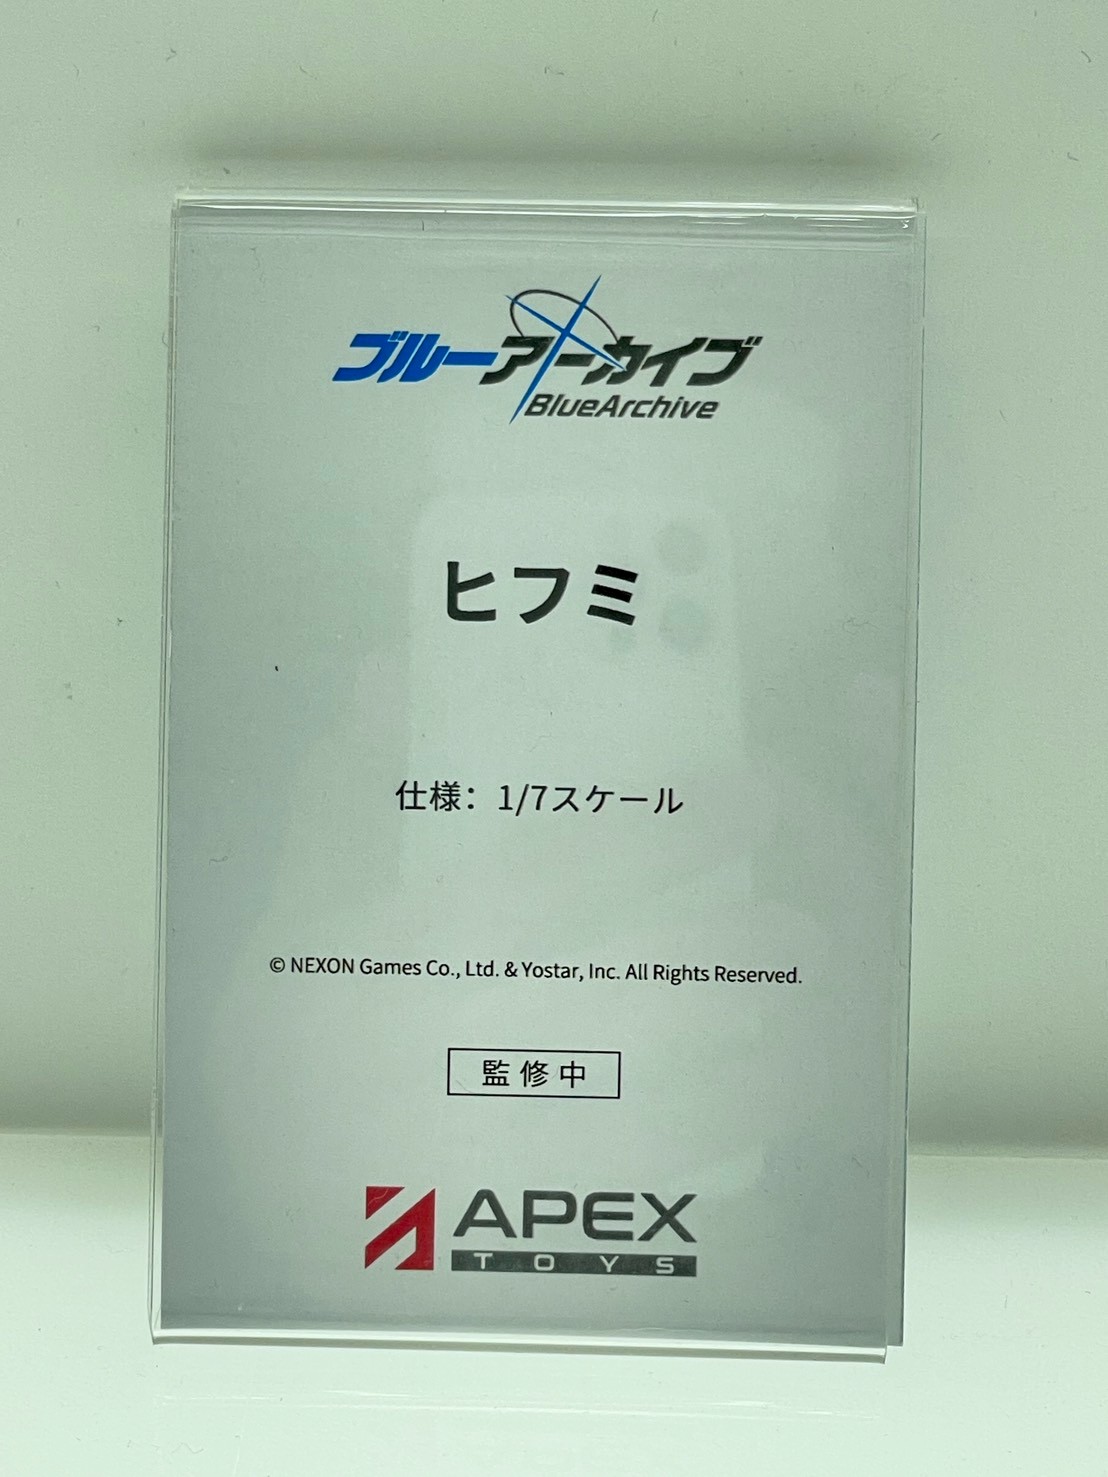 ブルーアーカイブ
BlueArchive
ヒフミ
仕様：1/7スケール
© NEXON Games Co., Ltd. & Yostar, Inc. All Rights Reserved.
監修中
APEX
TOYS